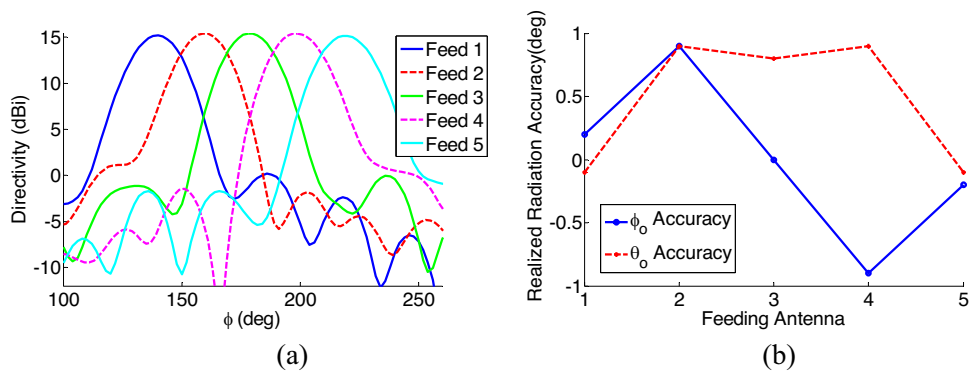 Directivity (dBi)
15
10
5
0
-5
-10
100
150
200
250
ϕ (deg)
Feed 1
Feed 2
Feed 3
Feed 4
Feed 5
(a)
Realized Radiation Accuracy(deg)
1
0.5
0
-0.5
-1
1
2
3
4
5
Feeding Antenna
ϕo Accuracy
θo Accuracy
(b)